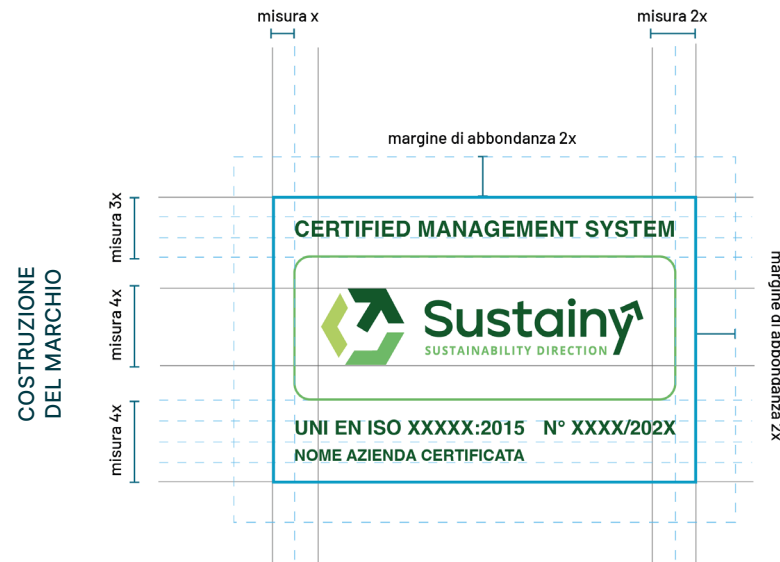 misura x
misura 2x
margine di abbondanza 2x
misura 3x
CERTIFIED MANAGEMENT SYSTEM
COSTRUZIONE
DEL MARCHIO
misura 4x
Sustainy
SUSTAINABILITY DIRECTION
margine di abbondanza 2x
misura 4x
UNI EN ISO XXXXX:2015 N° XXXX/202X
NOME AZIENDA CERTIFICATA